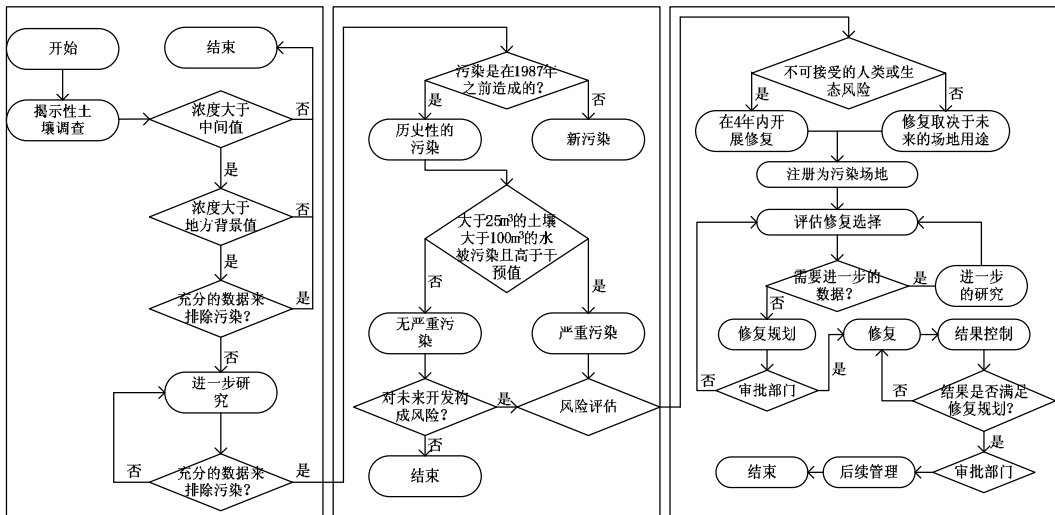 开始
结束
揭示性土
壤调查
浓度大于
中间值
否
是
浓度大于
地方背景值
否
是
充分的数据来
排除污染?
是
否
进一步研
究
否
充分的数据来
排除污染?
是
污染是在1987年
之前造成的?
是
否
历史性的
污染
新污染
大于25m³的土壤
大于100m³的水
被污染且高于干
预值
否
是
无严重污
染
严重污染
对未来开发构
成风险?
是
风险评估
否
结束
不可接受的人类或生
态风险
是
否
在4年内开
展修复
修复取决于未
来的场地用途
注册为污染场地
评估修复选择
需要进一步的
数据?
是
进一步
的研究
否
修复规划
修复
结果控制
否
审批部门
是
否
结果是否满足
修复规划?
是
结束
后续管理
审批部门